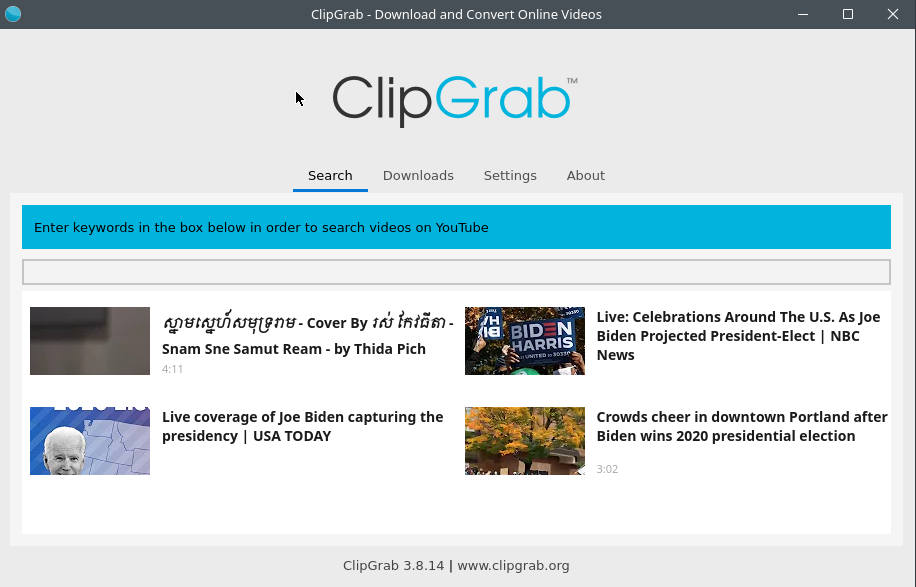 ClipGrab - Download and Convert Online Videos
ClipGrab™
Search Downloads Settings About
Enter keywords in the box below in order to search videos on YouTube
ស្នាមស្នេហ៍សមុទ្ររាម - Cover By រស់ កែវធីតា -
Snam Sne Samut Ream - by Thida Pich
4:11
BIDEN
HARRIS
Live: Celebrations Around The U.S. As Joe
Biden Projected President-Elect | NBC
News
Live coverage of Joe Biden capturing the
presidency | USA TODAY
Crowds cheer in downtown Portland after
Biden wins 2020 presidential election
3:02
ClipGrab 3.8.14 | www.clipgrab.org